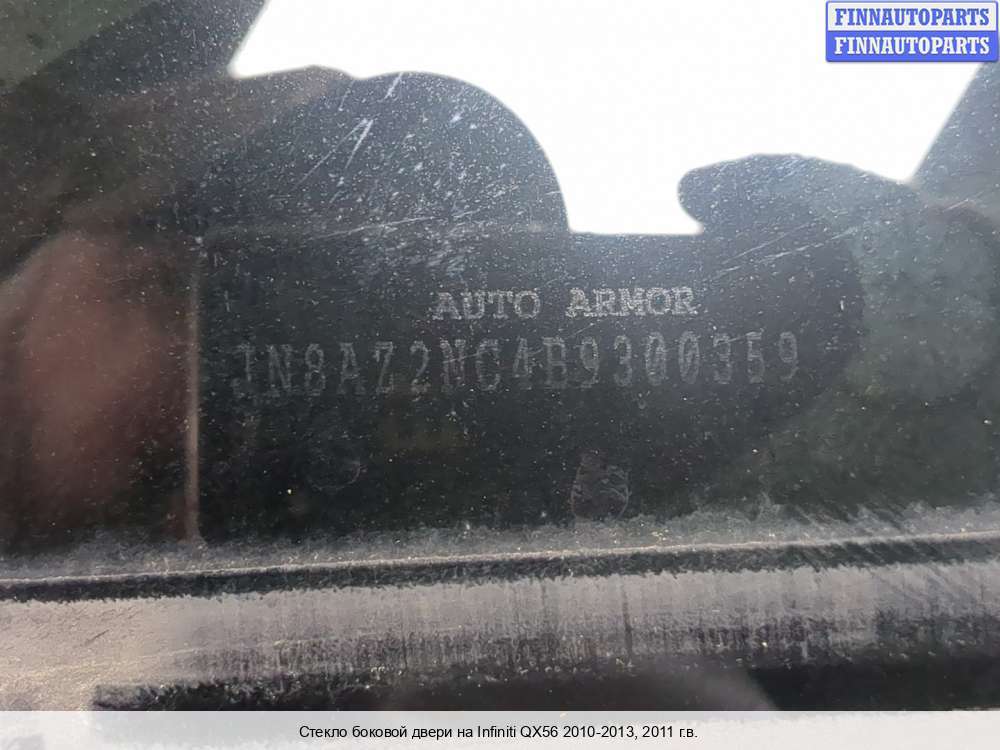 FINNAUTOPARTS
FINNAUTOPARTS
AUTO ARMOR
JN8AZ2NC4B9300359
Стекло боковой двери на Infiniti QX56 2010-2013, 2011 г.в.